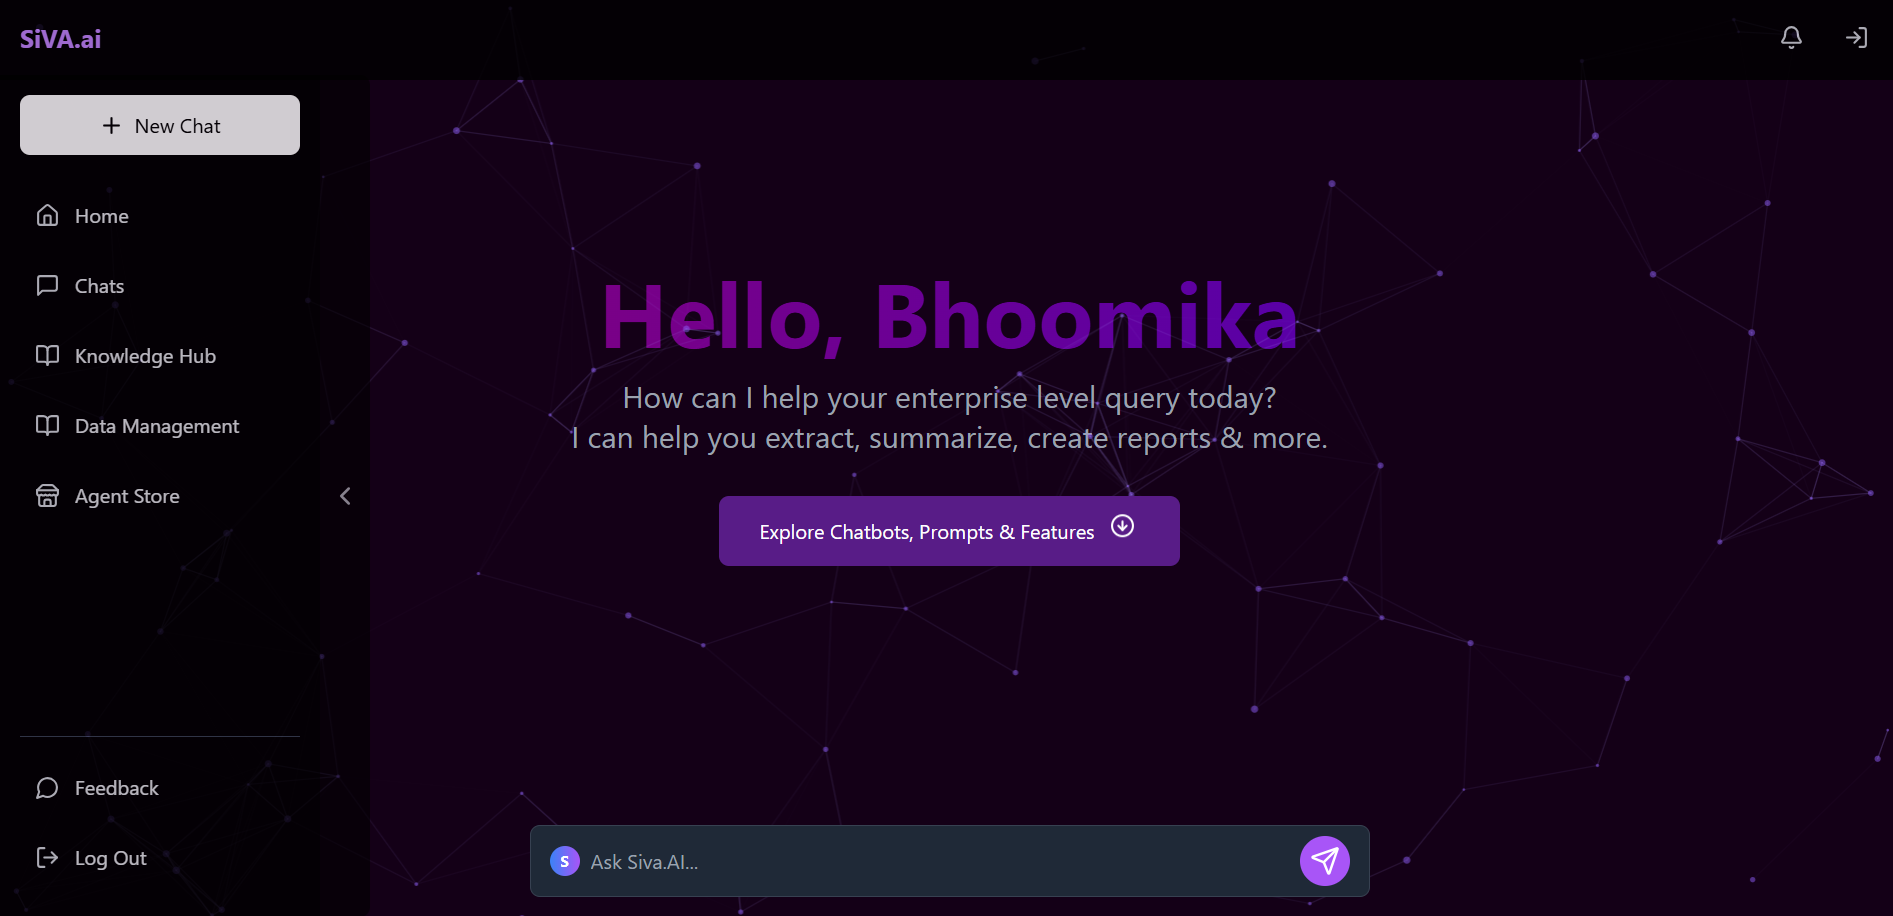 SiVA.ai
New Chat
Home
Chats
Knowledge Hub
Data Management
Agent Store
Feedback
Log Out
Hello, Bhoomika
How can I help your enterprise level query today?
I can help you extract, summarize, create reports & more.
Explore Chatbots, Prompts & Features
S
Ask Siva.AI...